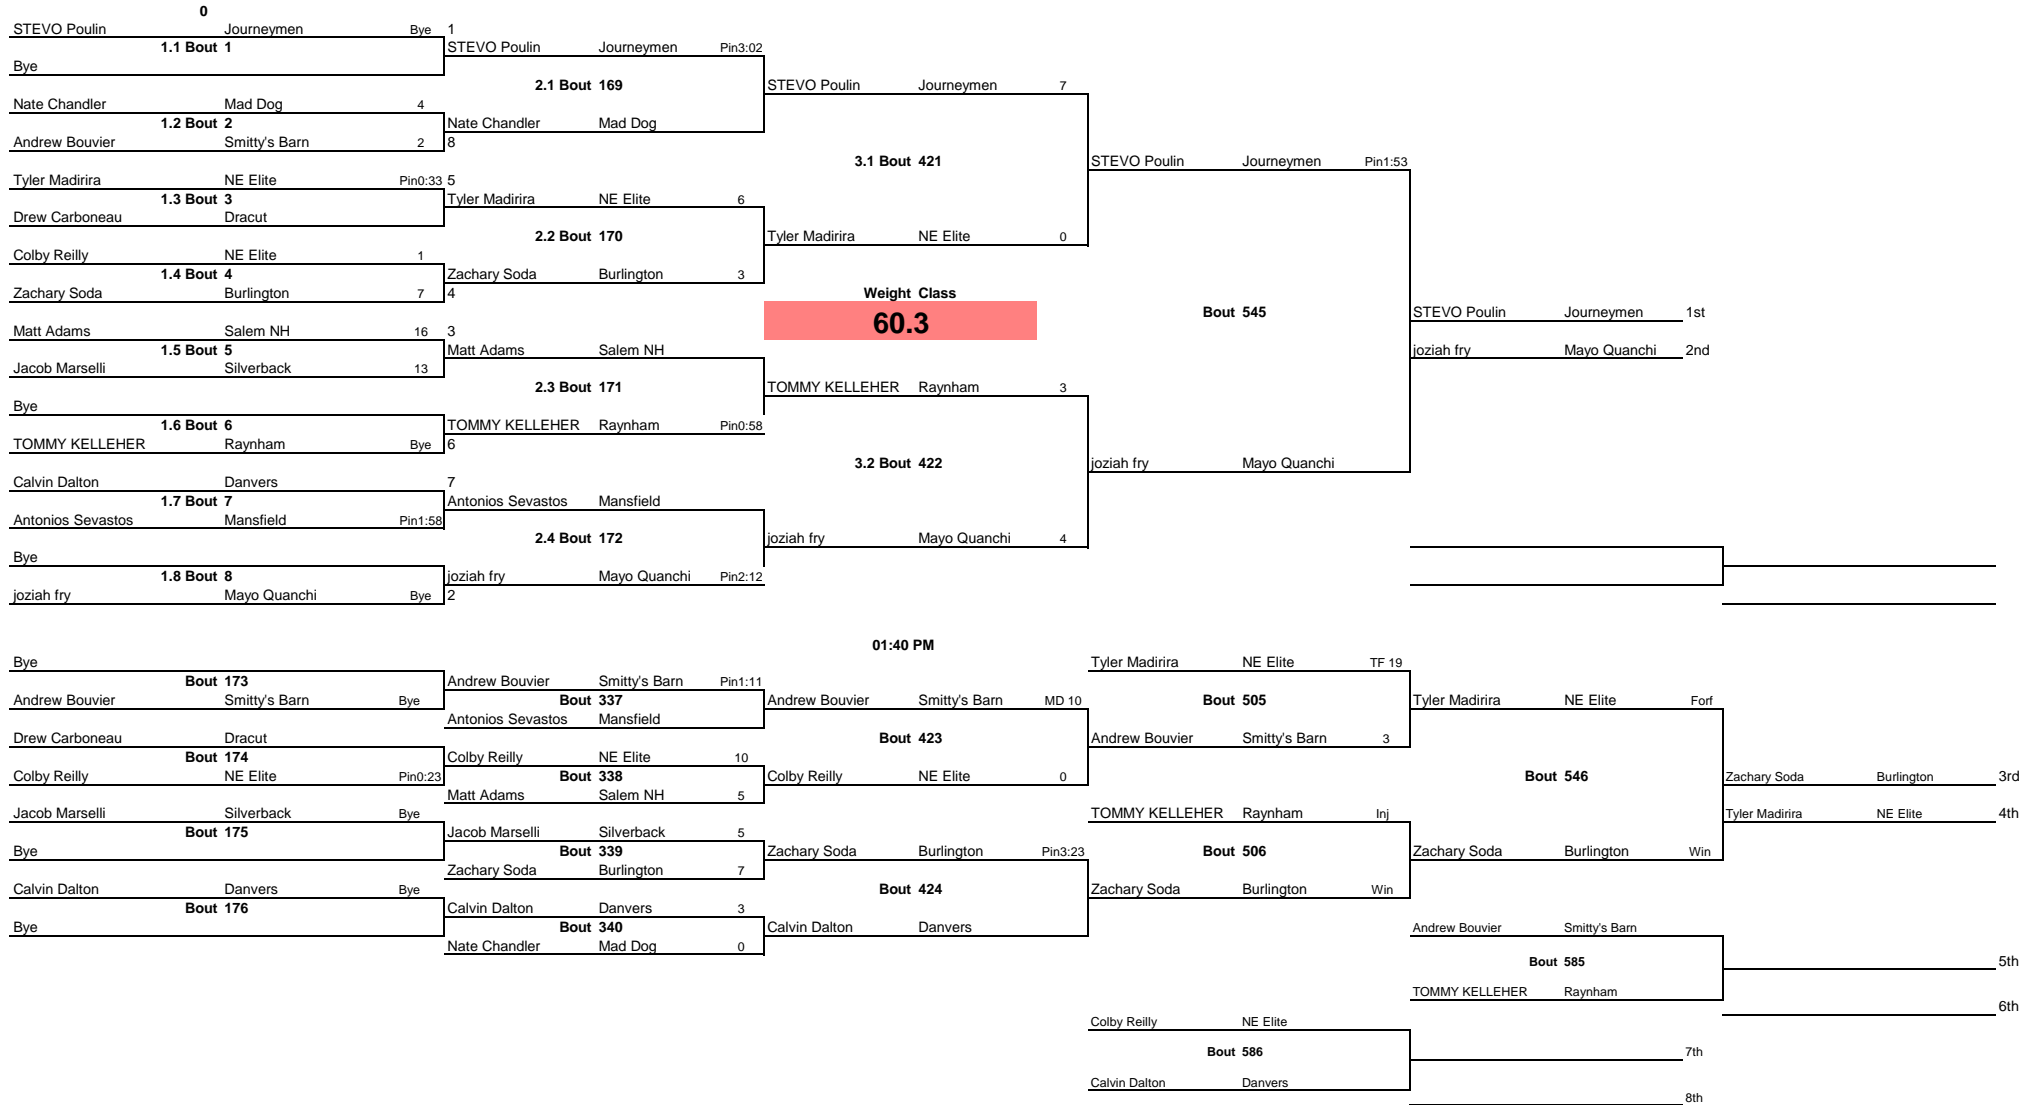 0
STEVO Poulin Journeymen Bye 1
1.1 Bout 1 STEVO Poulin Journeymen Pin3:02
Bye
2.1 Bout 169 STEVO Poulin Journeymen 7
Nate Chandler Mad Dog 4
1.2 Bout 2 Nate Chandler Mad Dog
Andrew Bouvier Smitty's Barn 2 8
3.1 Bout 421 STEVO Poulin Journeymen Pin1:53
Tyler Madirira NE Elite Pin0:33 5
1.3 Bout 3 Tyler Madirira NE Elite 6
Drew Carboneau Dracut
2.2 Bout 170 Tyler Madirira NE Elite 0
Colby Reilly NE Elite 1
1.4 Bout 4 Zachary Soda Burlington 3
Zachary Soda Burlington 7 4 Weight Class
60.3 Bout 545 STEVO Poulin Journeymen 1st
Matt Adams Salem NH 16 3
1.5 Bout 5 Matt Adams Salem NH joziah fry Mayo Quanchi 2nd
Jacob Marselli Silverback 13
2.3 Bout 171 TOMMY KELLEHER Raynham 3
Bye
1.6 Bout 6 TOMMY KELLEHER Raynham Pin0:58
TOMMY KELLEHER Raynham Bye 6
3.2 Bout 422 joziah fry Mayo Quanchi
Calvin Dalton Danvers 7
1.7 Bout 7 Antonios Sevastos Mansfield
Antonios Sevastos Mansfield Pin1:58
2.4 Bout 172 joziah fry Mayo Quanchi 4
Bye
1.8 Bout 8 joziah fry Mayo Quanchi Pin2:12
joziah fry Mayo Quanchi Bye 2
01:40 PM
Bye Tyler Madirira NE Elite TF 19
Bout 173 Andrew Bouvier Smitty's Barn Pin1:11
Andrew Bouvier Smitty's Barn Bye Bout 337 Andrew Bouvier Smitty's Barn MD 10 Bout 505 Tyler Madirira NE Elite Forf
Antonios Sevastos Mansfield
Drew Carboneau Dracut Bout 423 Andrew Bouvier Smitty's Barn 3
Bout 174 Colby Reilly NE Elite 10
Colby Reilly NE Elite Pin0:23 Bout 338 Colby Reilly NE Elite 0 Bout 546 Zachary Soda Burlington 3rd
Matt Adams Salem NH 5
Jacob Marselli Silverback Bye TOMMY KELLEHER Raynham Inj Tyler Madirira NE Elite 4th
Bout 175 Jacob Marselli Silverback 5
Bye Bout 339 Zachary Soda Burlington Pin3:23 Bout 506 Zachary Soda Burlington Win
Zachary Soda Burlington 7
Calvin Dalton Danvers Bye Bout 424 Zachary Soda Burlington Win
Bout 176 Calvin Dalton Danvers 3
Bye Bout 340 Calvin Dalton Danvers Andrew Bouvier Smitty's Barn
Nate Chandler Mad Dog 0
Bout 585 5th
TOMMY KELLEHER Raynham
6th
Colby Reilly NE Elite
Bout 586 7th
Calvin Dalton Danvers
8th